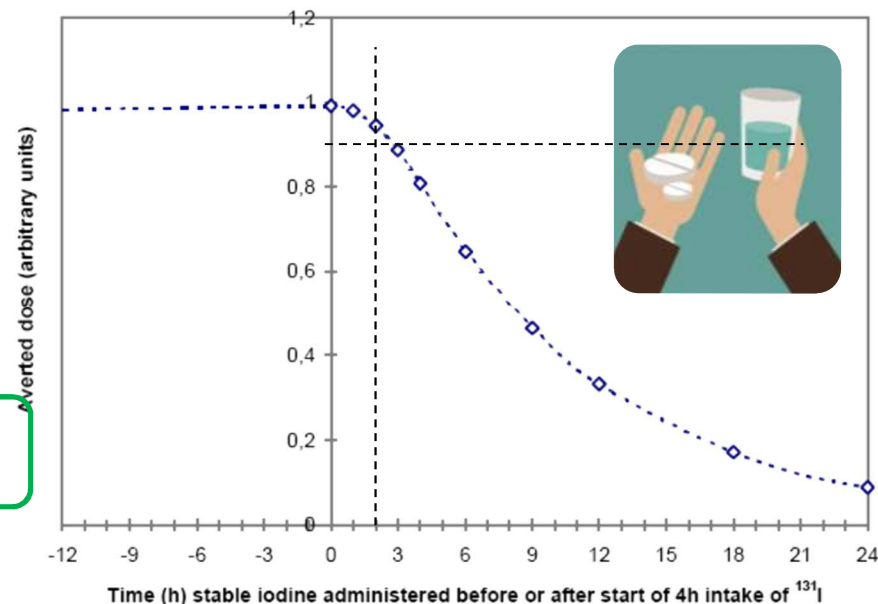 1,2
1
0,8
0,6
0,4
0,2
0
Averted dose (arbitrary units)
-12 -9 -6 -3 0 3 6 9 12 15 18 21 24
Time (h) stable iodine administered before or after start of 4h intake of ¹³¹I